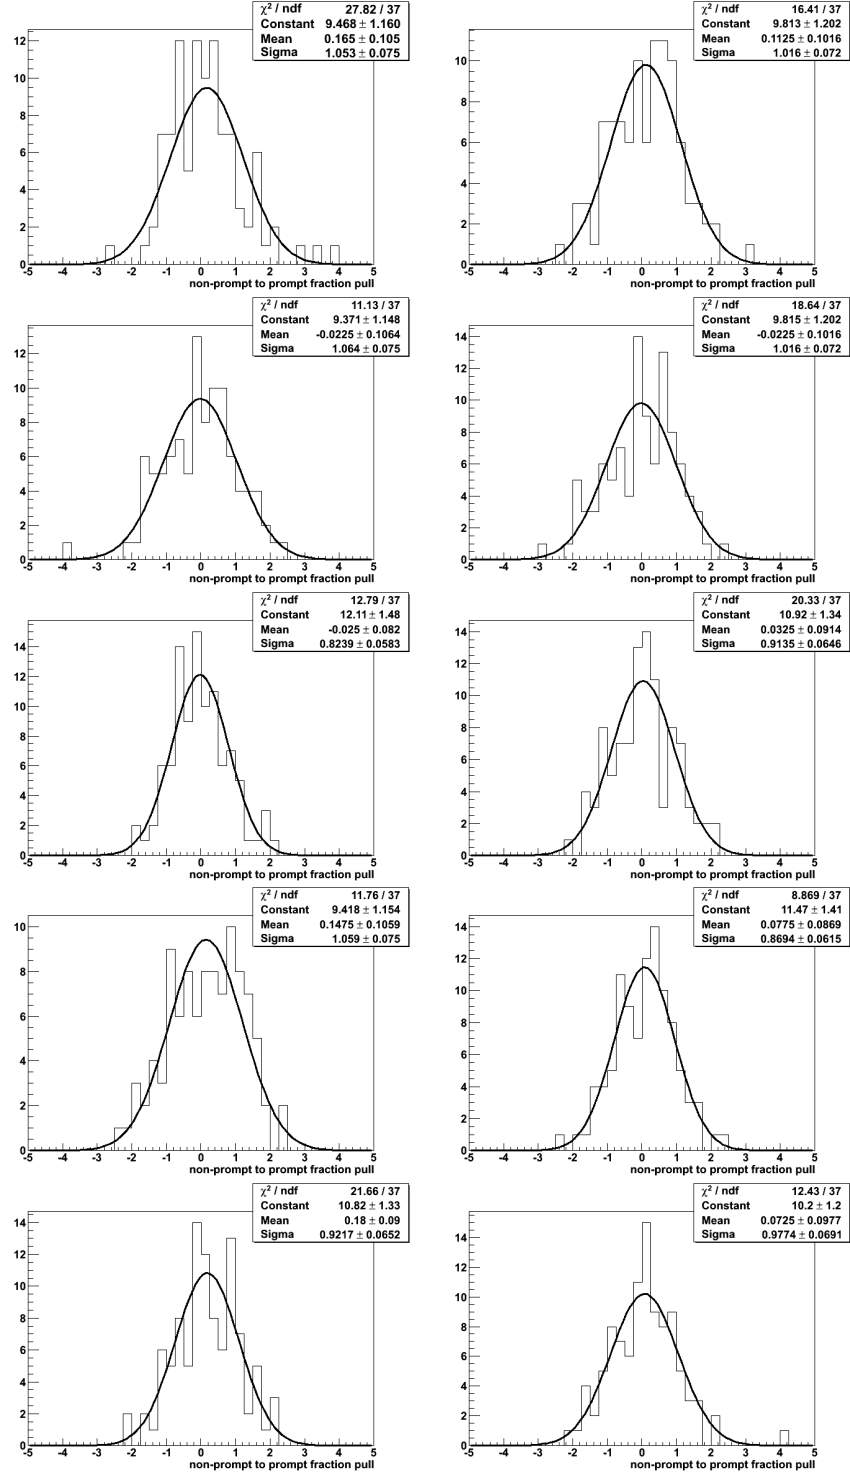 χ² / ndf 27.82 / 37
Constant 9.468 ± 1.160
Mean 0.165 ± 0.105
Sigma 1.053 ± 0.075
12
10
8
6
4
2
0
-5 -4 -3 -2 -1 0 1 2 3 4 5
non-prompt to prompt fraction pull
χ² / ndf 16.41 / 37
Constant 9.813 ± 1.202
Mean 0.1125 ± 0.1016
Sigma 1.016 ± 0.072
10
8
6
4
2
0
-5 -4 -3 -2 -1 0 1 2 3 4 5
non-prompt to prompt fraction pull
χ² / ndf 11.13 / 37
Constant 9.371 ± 1.148
Mean -0.0225 ± 0.1064
Sigma 1.064 ± 0.075
12
10
8
6
4
2
0
-5 -4 -3 -2 -1 0 1 2 3 4 5
non-prompt to prompt fraction pull
χ² / ndf 18.64 / 37
Constant 9.815 ± 1.202
Mean -0.0225 ± 0.1016
Sigma 1.016 ± 0.072
14
12
10
8
6
4
2
0
-5 -4 -3 -2 -1 0 1 2 3 4 5
non-prompt to prompt fraction pull
χ² / ndf 12.79 / 37
Constant 12.11 ± 1.48
Mean -0.025 ± 0.082
Sigma 0.8239 ± 0.0583
14
12
10
8
6
4
2
0
-5 -4 -3 -2 -1 0 1 2 3 4 5
non-prompt to prompt fraction pull
χ² / ndf 20.33 / 37
Constant 10.92 ± 1.34
Mean 0.0325 ± 0.0914
Sigma 0.9135 ± 0.0646
14
12
10
8
6
4
2
0
-5 -4 -3 -2 -1 0 1 2 3 4 5
non-prompt to prompt fraction pull
χ² / ndf 11.76 / 37
Constant 9.418 ± 1.154
Mean 0.1475 ± 0.1059
Sigma 1.059 ± 0.075
10
8
6
4
2
0
-5 -4 -3 -2 -1 0 1 2 3 4 5
non-prompt to prompt fraction pull
χ² / ndf 8.869 / 37
Constant 11.47 ± 1.41
Mean 0.0775 ± 0.0869
Sigma 0.8694 ± 0.0615
14
12
10
8
6
4
2
0
-5 -4 -3 -2 -1 0 1 2 3 4 5
non-prompt to prompt fraction pull
χ² / ndf 21.66 / 37
Constant 10.82 ± 1.33
Mean 0.18 ± 0.09
Sigma 0.9217 ± 0.0652
14
12
10
8
6
4
2
0
-5 -4 -3 -2 -1 0 1 2 3 4 5
non-prompt to prompt fraction pull
χ² / ndf 12.43 / 37
Constant 10.2 ± 1.2
Mean 0.0725 ± 0.0977
Sigma 0.9774 ± 0.0691
14
12
10
8
6
4
2
0
-5 -4 -3 -2 -1 0 1 2 3 4 5
non-prompt to prompt fraction pull